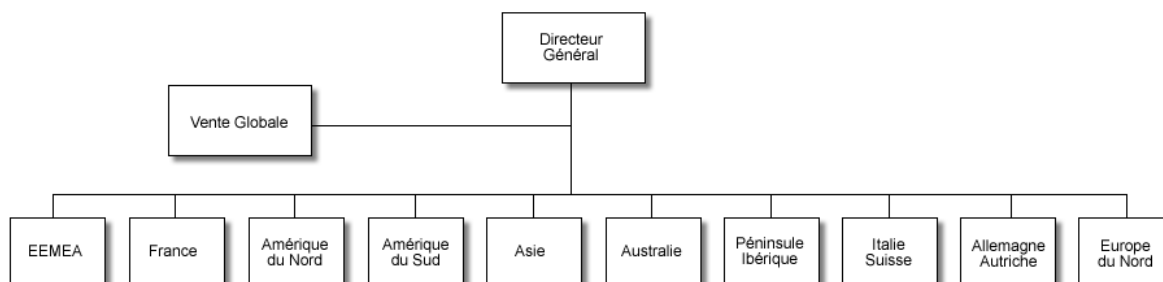 Directeur
Général
Vente Globale
EEMEA
France
Amérique
du Nord
Amérique
du Sud
Asie
Australie
Péninsule
Ibérique
Italie
Suisse
Allemagne
Autriche
Europe
du Nord